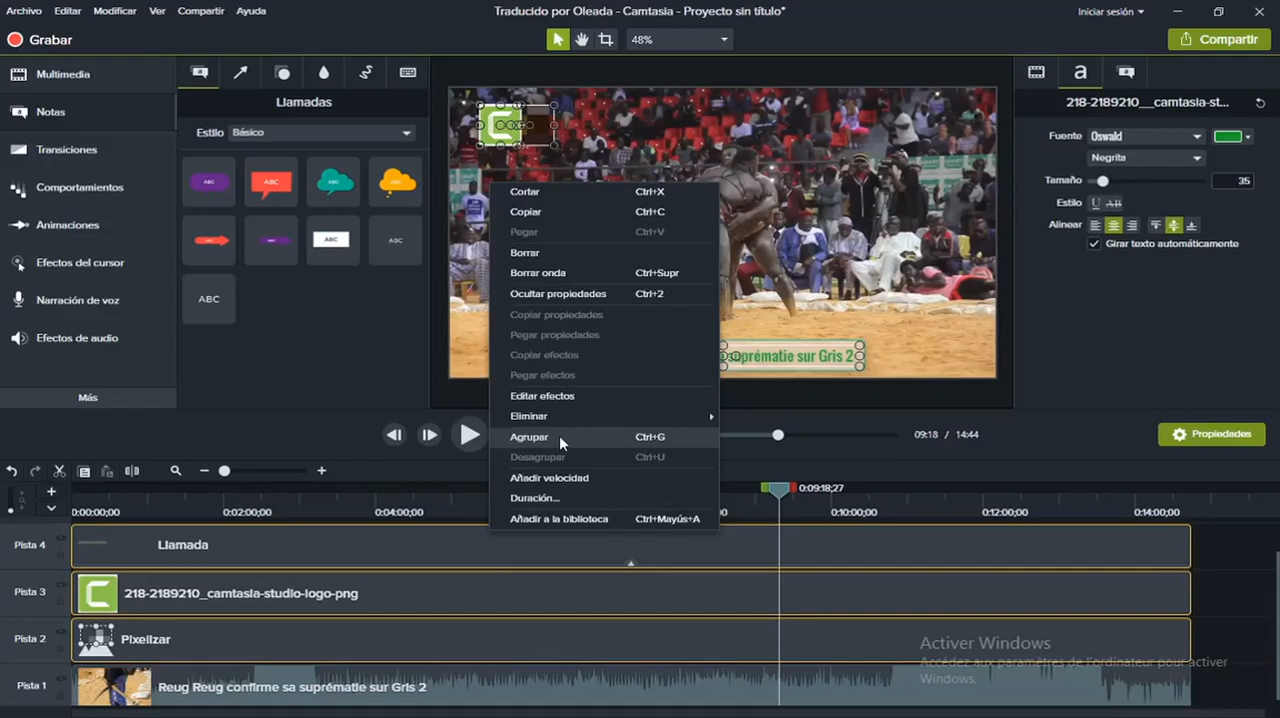 Archivo Editar Modificar Ver Compartir Ayuda
Traducido por Oleada - Camtasia - Proyecto sin título*
Iniciar sesión
Grabar
48%
Compartir
Multimedia
Notas
Transiciones
Comportamientos
Animaciones
Efectos del cursor
Narración de voz
Efectos de audio
Más
Llamadas
Estilo Básico
ABC ABC ABC ABC
ABC ABC
ABC
Cortar Ctrl+X
Copiar Ctrl+C
Pegar Ctrl+V
Borrar
Borrar onda Ctrl+Supr
Ocultar propiedades Ctrl+2
Copiar propiedades
Pegar propiedades
Copiar efectos
Pegar efectos
Editar efectos
Eliminar
Agrupar Ctrl+G
Desagrupar Ctrl+U
Añadir velocidad
Duración...
Añadir a la biblioteca Ctrl+Mayús+A
suprématie sur Gris 2
218-2189210__camtasia-st...
Fuente Oswald
Negrita
Tamaño 35
Estilo U AB
Alinear
Girar texto automáticamente
09:18 / 14:44
Propiedades
0:09:18;27
0:00:00;00 0:02:00;00 0:04:00;00 0:10:00;00 0:14:00;00
Pista 4 Llamada
Pista 3 218-2189210_camtasia-studio-logo-png
Pista 2 Pixelizar
Pista 1 Reug Reug confirme sa suprématie sur Gris 2
Activer Windows
Accédez aux paramètres de l'ordinateur pour activer
Windows.